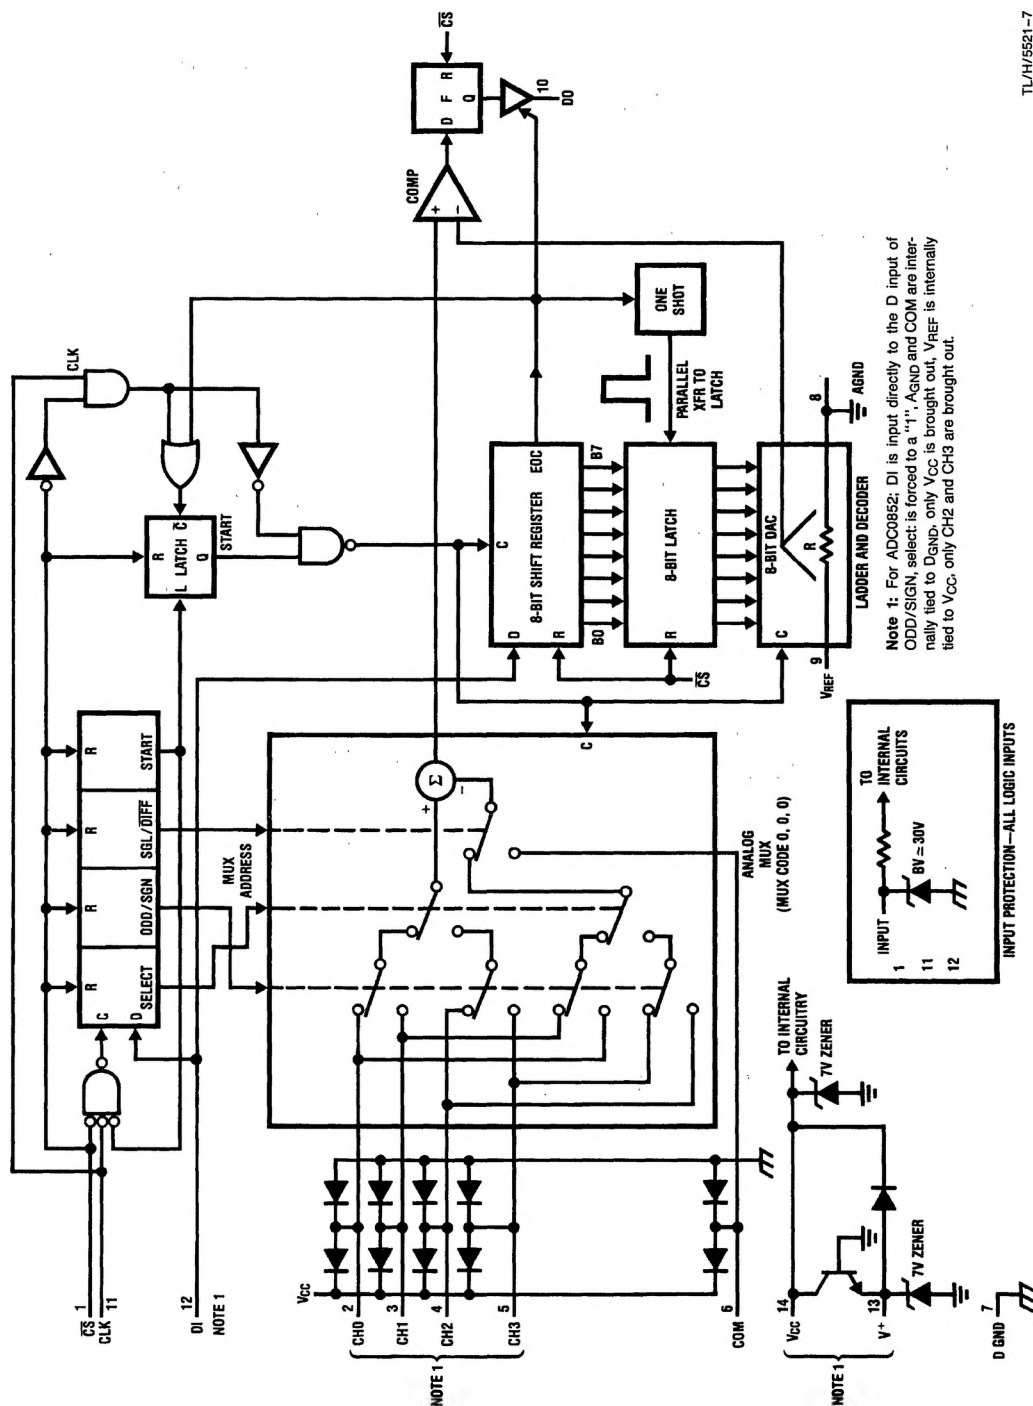 CS
1
CLK
11
DI
12
NOTE 1
C
D
R
SELECT
R
ODD/SGN
R
SGL/DIFF
R
START
MUX
ADDRESS
CLK
R
L LATCH C
Q
START
COMP
+
−
D F R
Q
CS
10
DO
VCC
2
CH0
3
CH1
4
CH2
5
CH3
NOTE 1
6
COM
+
Σ
−
C
ANALOG
MUX
(MUX CODE 0, 0, 0)
D
C
R
8-BIT SHIFT REGISTER
EOC
B0
B7
ONE
SHOT
PARALLEL
XFR TO
LATCH
R
8-BIT LATCH
CS
C
8-BIT DAC
R
LADDER AND DECODER
9
VREF
8
AGND
14
VCC
13
V+
NOTE 1
7V ZENER
TO INTERNAL
CIRCUITRY
7V ZENER
7
D GND
INPUT
TO
INTERNAL
CIRCUITS
1
11
12
BV ≃ 30V
INPUT PROTECTION—ALL LOGIC INPUTS
Note 1: For ADC0852; DI is input directly to the D input of
ODD/SIGN, select is forced to a “1”, AGND and COM are inter-
nally tied to DGND, only VCC is brought out, VREF is internally
tied to VCC, only CH2 and CH3 are brought out.
TL/H/5521–7